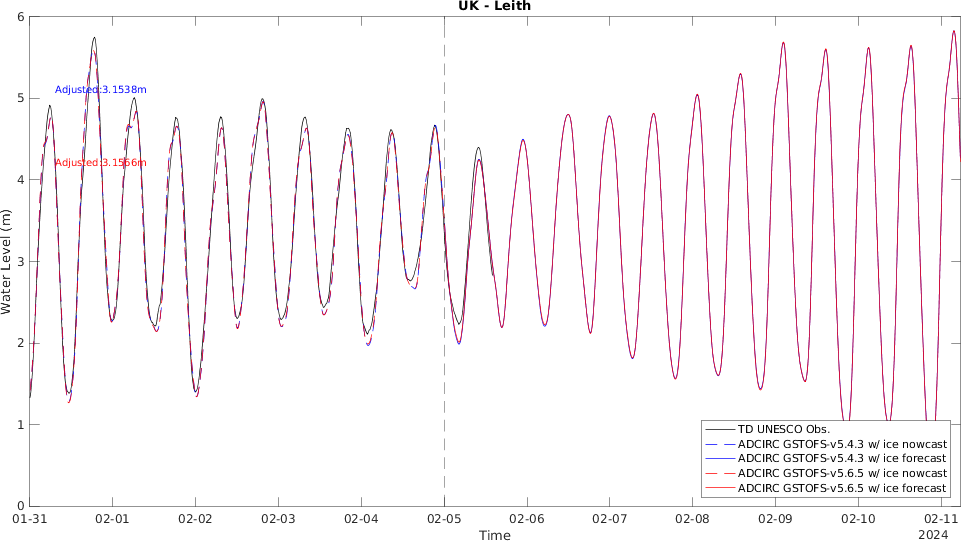 UK - Leith
6
5
4
3
2
1
0
Water Level (m)
Adjusted:3.1538m
Adjusted:3.1566m
TD UNESCO Obs.
ADCIRC GSTOFS-v5.4.3 w/ ice nowcast
ADCIRC GSTOFS-v5.4.3 w/ ice forecast
ADCIRC GSTOFS-v5.6.5 w/ ice nowcast
ADCIRC GSTOFS-v5.6.5 w/ ice forecast
01-31 02-01 02-02 02-03 02-04 02-05 02-06 02-07 02-08 02-09 02-10 02-11
Time
2024